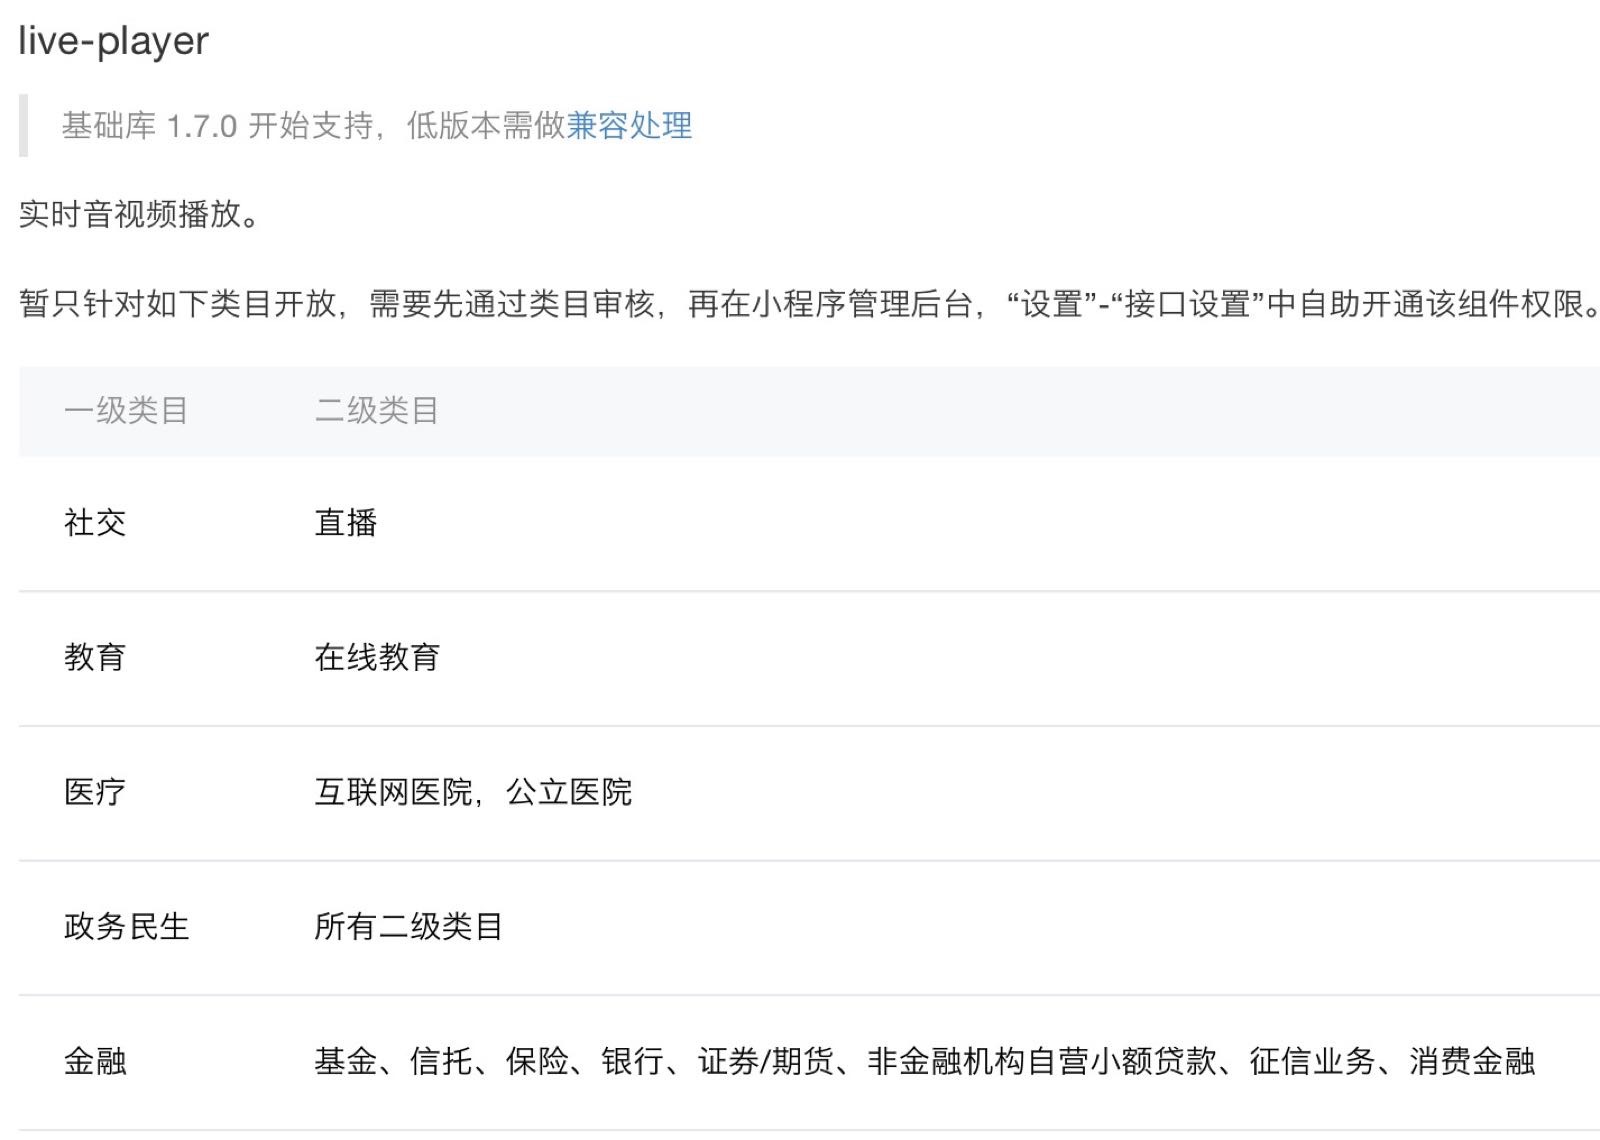 live-player
基础库 1.7.0 开始支持，低版本需做兼容处理
实时音视频播放。
暂只针对如下类目开放，需要先通过类目审核，再在小程序管理后台，“设置”-“接口设置”中自助开通该组件权限。
一级类目 二级类目
社交 直播
教育 在线教育
医疗 互联网医院，公立医院
政务民生 所有二级类目
金融 基金、信托、保险、银行、证券/期货、非金融机构自营小额贷款、征信业务、消费金融